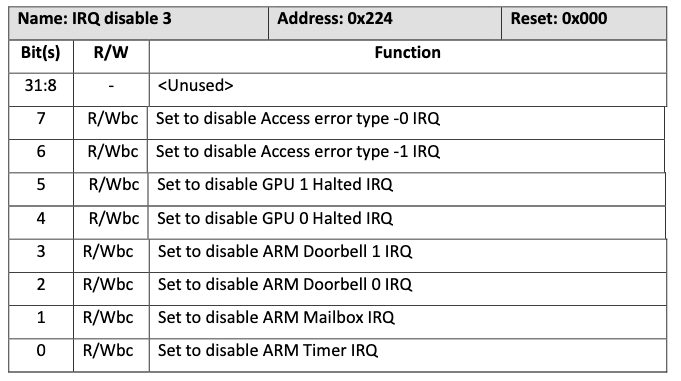 Name: IRQ disable 3 Address: 0x224 Reset: 0x000
Bit(s) R/W Function
31:8 - <Unused>
7 R/Wbc Set to disable Access error type -0 IRQ
6 R/Wbc Set to disable Access error type -1 IRQ
5 R/Wbc Set to disable GPU 1 Halted IRQ
4 R/Wbc Set to disable GPU 0 Halted IRQ
3 R/Wbc Set to disable ARM Doorbell 1 IRQ
2 R/Wbc Set to disable ARM Doorbell 0 IRQ
1 R/Wbc Set to disable ARM Mailbox IRQ
0 R/Wbc Set to disable ARM Timer IRQ